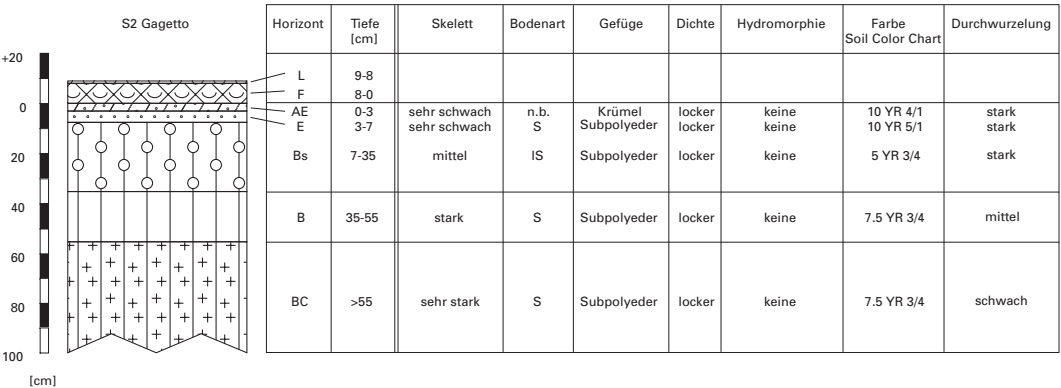 S2 Gagetto
Horizont Tiefe [cm] Skelett Bodenart Gefüge Dichte Hydromorphie Farbe Soil Color Chart Durchwurzelung
+20
L 9-8
F 8-0
0
AE 0-3 sehr schwach n.b. Krümel locker keine 10 YR 4/1 stark
E 3-7 sehr schwach S Subpolyeder locker keine 10 YR 5/1 stark
20
Bs 7-35 mittel lS Subpolyeder locker keine 5 YR 3/4 stark
40
B 35-55 stark S Subpolyeder locker keine 7.5 YR 3/4 mittel
60
80
BC >55 sehr stark S Subpolyeder locker keine 7.5 YR 3/4 schwach
100
[cm]